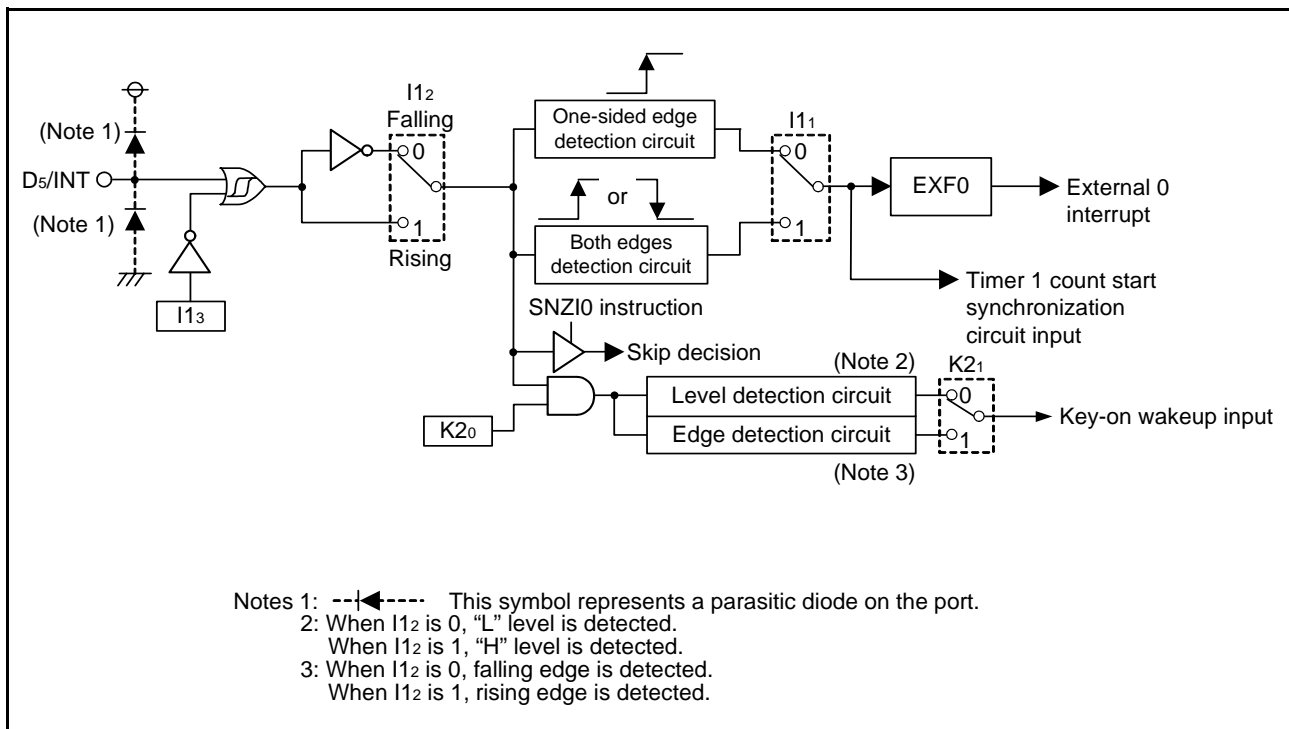 I12
Falling
0
1
Rising
(Note 1)
D5/INT
(Note 1)
I13
One-sided edge
detection circuit
or
Both edges
detection circuit
I11
0
1
EXF0
External 0
interrupt
Timer 1 count start
synchronization
circuit input
SNZI0 instruction
Skip decision
(Note 2)
K20
Level detection circuit
Edge detection circuit
(Note 3)
K21
0
1
Key-on wakeup input
Notes 1: This symbol represents a parasitic diode on the port.
2: When I12 is 0, “L” level is detected.
When I12 is 1, “H” level is detected.
3: When I12 is 0, falling edge is detected.
When I12 is 1, rising edge is detected.